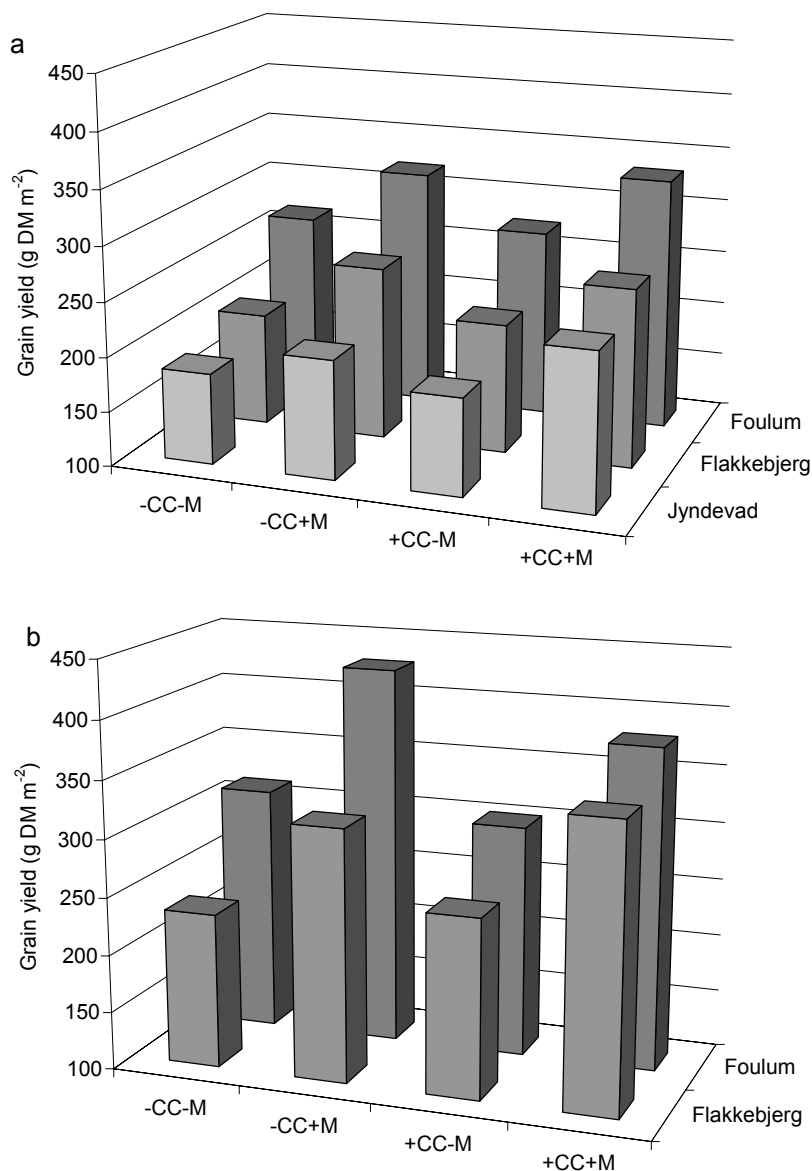 a
450
400
350
300
250
200
150
100
Grain yield (g DM m⁻²)
-CC-M
-CC+M
+CC-M
+CC+M
Foulum
Flakkebjerg
Jyndevad
b
450
400
350
300
250
200
150
100
Grain yield (g DM m⁻²)
-CC-M
-CC+M
+CC-M
+CC+M
Foulum
Flakkebjerg